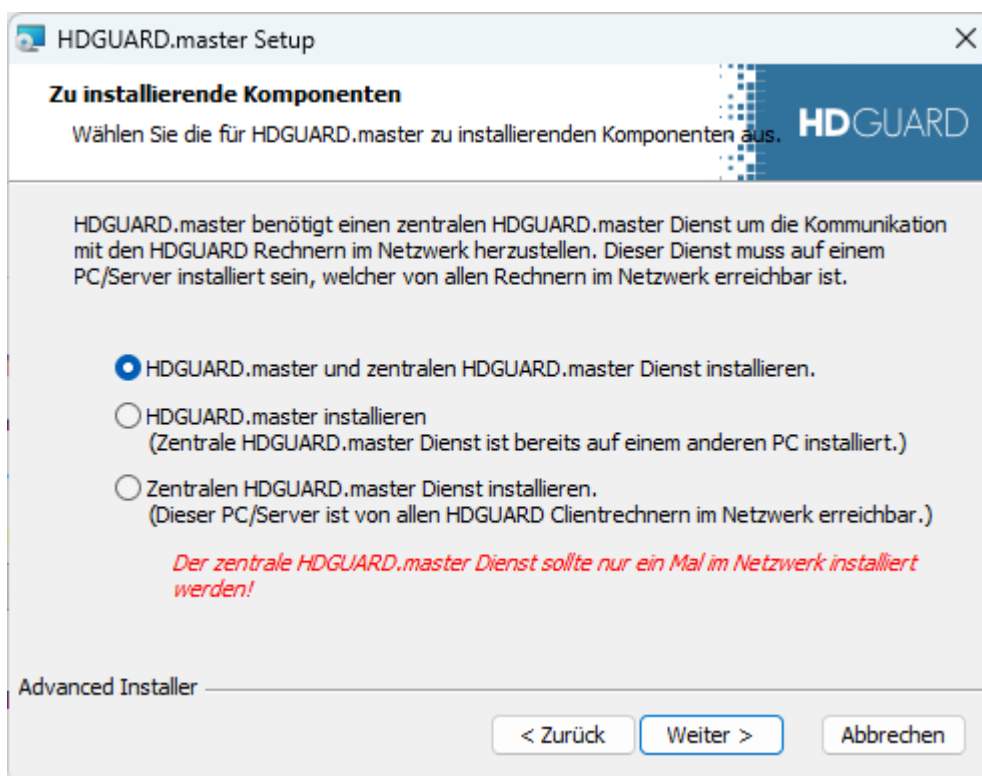 HDGUARD.master Setup
Zu installierende Komponenten
Wählen Sie die für HDGUARD.master zu installierenden Komponenten aus.
HDGUARD
HDGUARD.master benötigt einen zentralen HDGUARD.master Dienst um die Kommunikation
mit den HDGUARD Rechnern im Netzwerk herzustellen. Dieser Dienst muss auf einem
PC/Server installiert sein, welcher von allen Rechnern im Netzwerk erreichbar ist.
HDGUARD.master und zentralen HDGUARD.master Dienst installieren.
HDGUARD.master installieren
(Zentrale HDGUARD.master Dienst ist bereits auf einem anderen PC installiert.)
Zentralen HDGUARD.master Dienst installieren.
(Dieser PC/Server ist von allen HDGUARD Clientrechnern im Netzwerk erreichbar.)
Der zentrale HDGUARD.master Dienst sollte nur ein Mal im Netzwerk installiert
werden!
Advanced Installer
< Zurück Weiter > Abbrechen